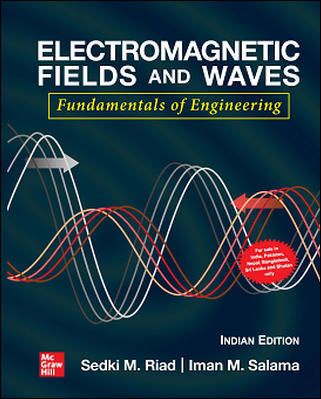 ELECTROMAGNETIC
FIELDS AND WAVES
Fundamentals of Engineering
For sale in
India, Pakistan,
Nepal, Bangladesh,
Sri Lanka and Bhutan
only
INDIAN EDITION
Mc
Graw
Hill
Sedki M. Riad | Iman M. Salama